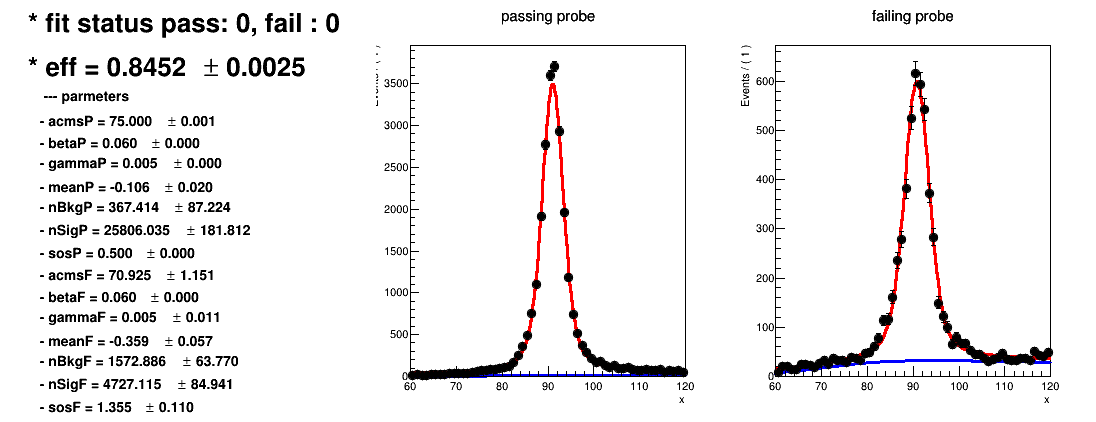 * fit status pass: 0, fail : 0
* eff = 0.8452 ± 0.0025
--- parmeters
- acmsP = 75.000 ± 0.001
- betaP = 0.060 ± 0.000
- gammaP = 0.005 ± 0.000
- meanP = -0.106 ± 0.020
- nBkgP = 367.414 ± 87.224
- nSigP = 25806.035 ± 181.812
- sosP = 0.500 ± 0.000
- acmsF = 70.925 ± 1.151
- betaF = 0.060 ± 0.000
- gammaF = 0.005 ± 0.011
- meanF = -0.359 ± 0.057
- nBkgF = 1572.886 ± 63.770
- nSigF = 4727.115 ± 84.941
- sosF = 1.355 ± 0.110
passing probe
3500
3000
2500
2000
1500
1000
500
0
60 70 80 90 100 110 120
x
failing probe
Events / ( 1 )
600
500
400
300
200
100
0
60 70 80 90 100 110 120
x